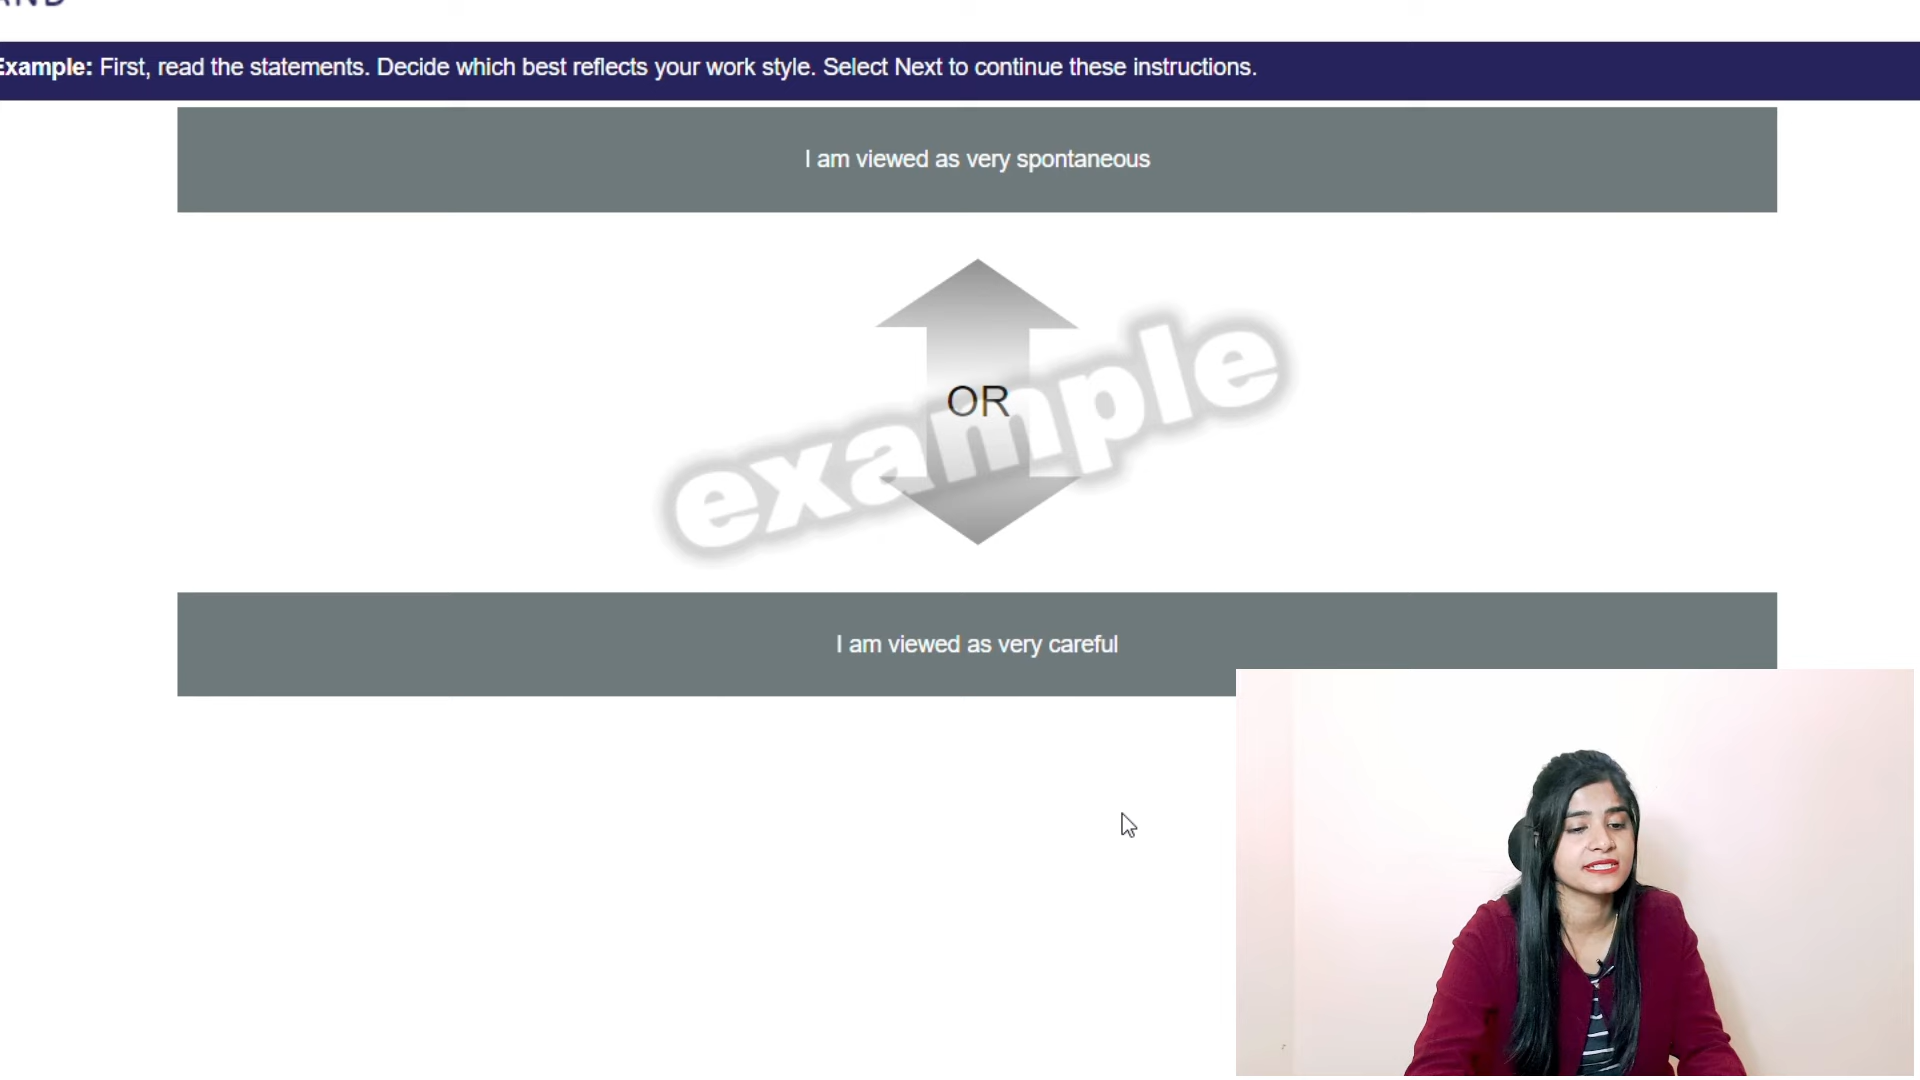 Example: First, read the statements. Decide which best reflects your work style. Select Next to continue these instructions.
I am viewed as very spontaneous
OR
example
I am viewed as very careful